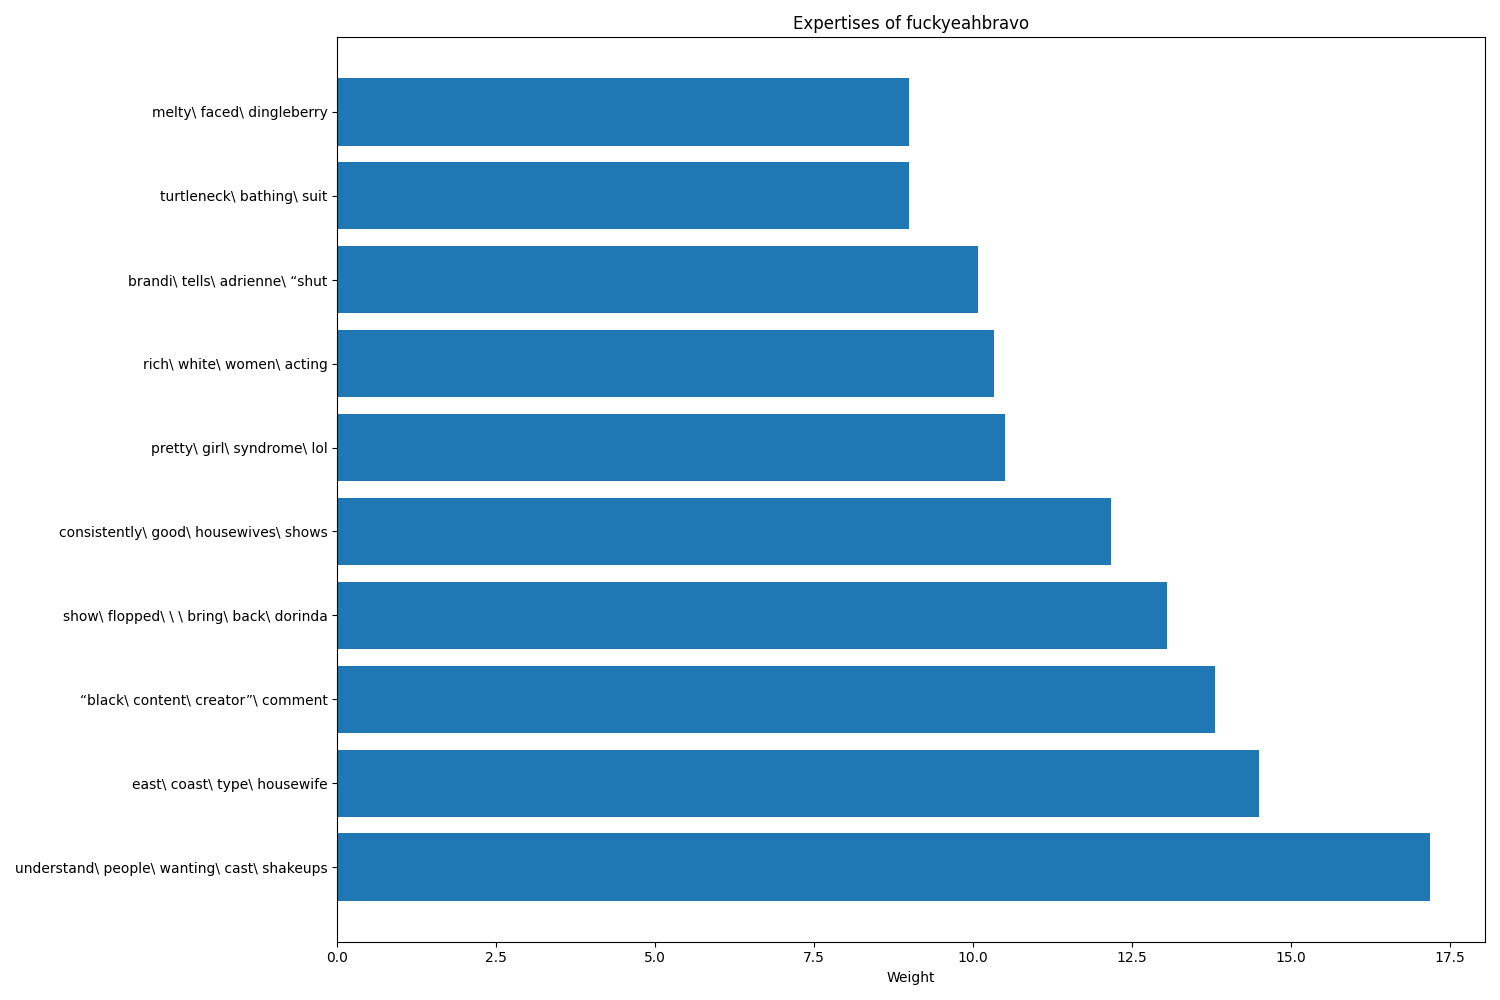 Expertises of fuckyeahbravo
melty\ faced\ dingleberry
turtleneck\ bathing\ suit
brandi\ tells\ adrienne\ “shut
rich\ white\ women\ acting
pretty\ girl\ syndrome\ lol
consistently\ good\ housewives\ shows
show\ flopped\ \ \ bring\ back\ dorinda
“black\ content\ creator”\ comment
east\ coast\ type\ housewife
understand\ people\ wanting\ cast\ shakeups
0.0 2.5 5.0 7.5 10.0 12.5 15.0 17.5
Weight